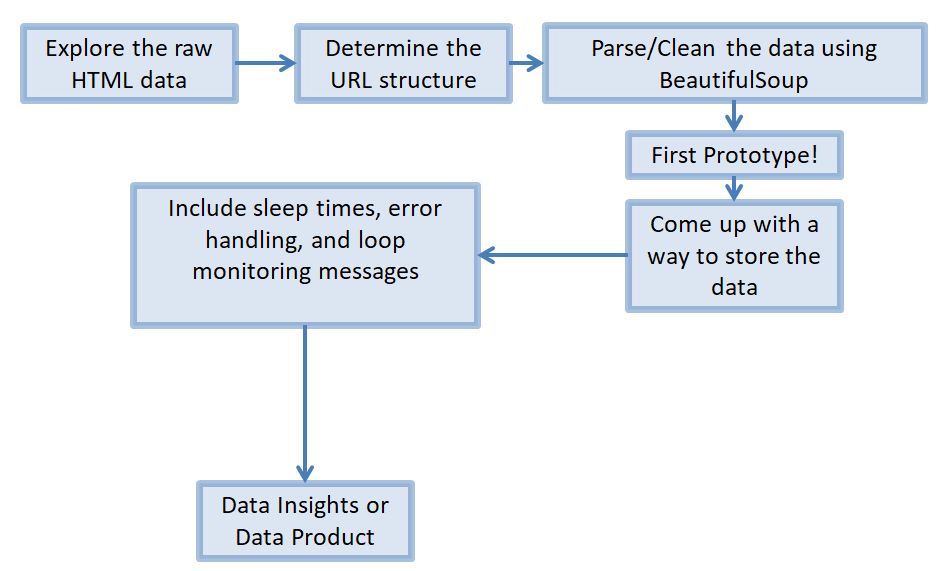 Explore the raw
HTML data
Determine the
URL structure
Parse/Clean the data using
BeautifulSoup
First Prototype!
Come up with a
way to store the
data
Include sleep times, error
handling, and loop
monitoring messages
Data Insights or
Data Product